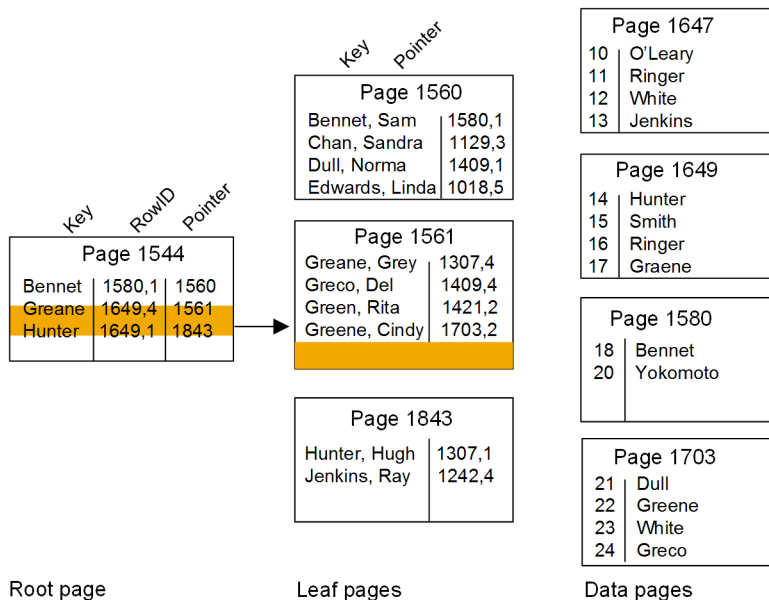 Key Pointer
Page 1560
Bennet, Sam 1580,1
Chan, Sandra 1129,3
Dull, Norma 1409,1
Edwards, Linda 1018,5
Key RowID Pointer
Page 1544
Bennet 1580,1 1560
Greane 1649,4 1561
Hunter 1649,1 1843
Page 1561
Greane, Grey 1307,4
Greco, Del 1409,4
Green, Rita 1421,2
Greene, Cindy 1703,2
Page 1843
Hunter, Hugh 1307,1
Jenkins, Ray 1242,4
Page 1647
10 O'Leary
11 Ringer
12 White
13 Jenkins
Page 1649
14 Hunter
15 Smith
16 Ringer
17 Graene
Page 1580
18 Bennet
20 Yokomoto
Page 1703
21 Dull
22 Greene
23 White
24 Greco
Root page Leaf pages Data pages